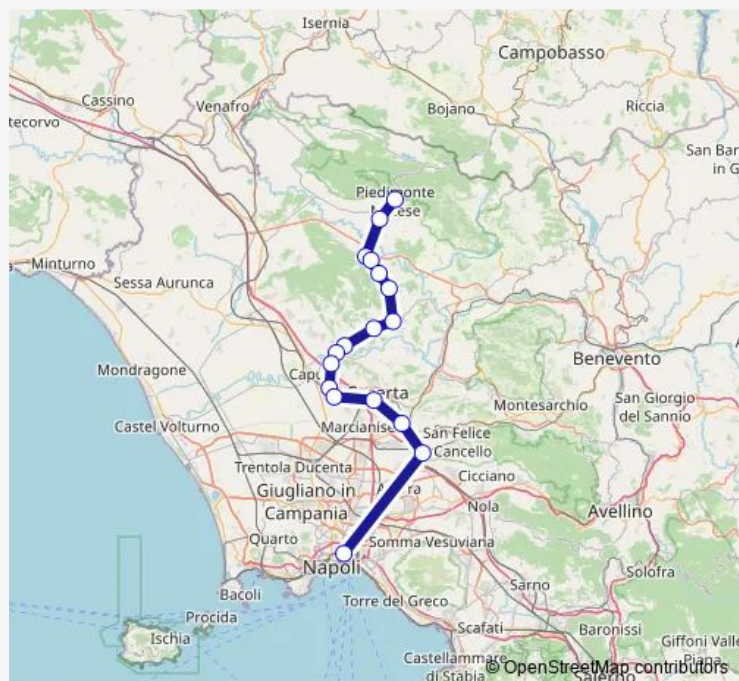 Isernia
Campobasso
Cassino
Venafro
Riccia
Bojano
tecorvo
San Bar
in G
Piedimonte
Matese
Minturno
Sessa Aurunca
Benevento
Mondragone
Capu
Caserta
San Giorgio
del Sannio
Montesarchio
Castel Volturno
Marcianise
San Felice
Cancello
Trentola Ducenta
Cicciano
Giugliano in
Campania
Nola
Avellino
Quarto
Somma Vesuviana
Napoli
Solofra
Sarno
Bacoli
Torre del Greco
Procida
Baronissi
Scafati
Ischia
Giffoni Valle
Piana
Castellammare
di Stabia
Salerno
© OpenStreetMap contributors